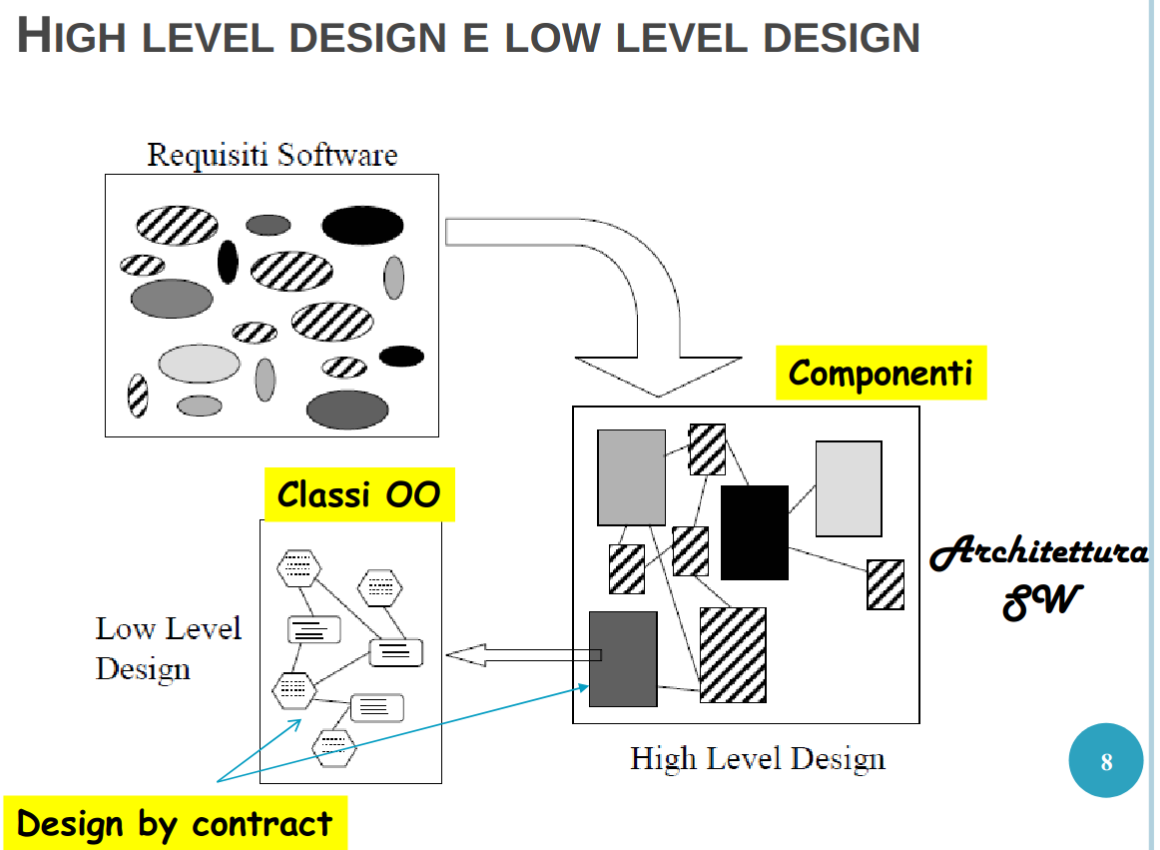 HIGH LEVEL DESIGN E LOW LEVEL DESIGN
Requisiti Software
Componenti
Classi OO
Architettura
SW
Low Level
Design
High Level Design
8
Design by contract